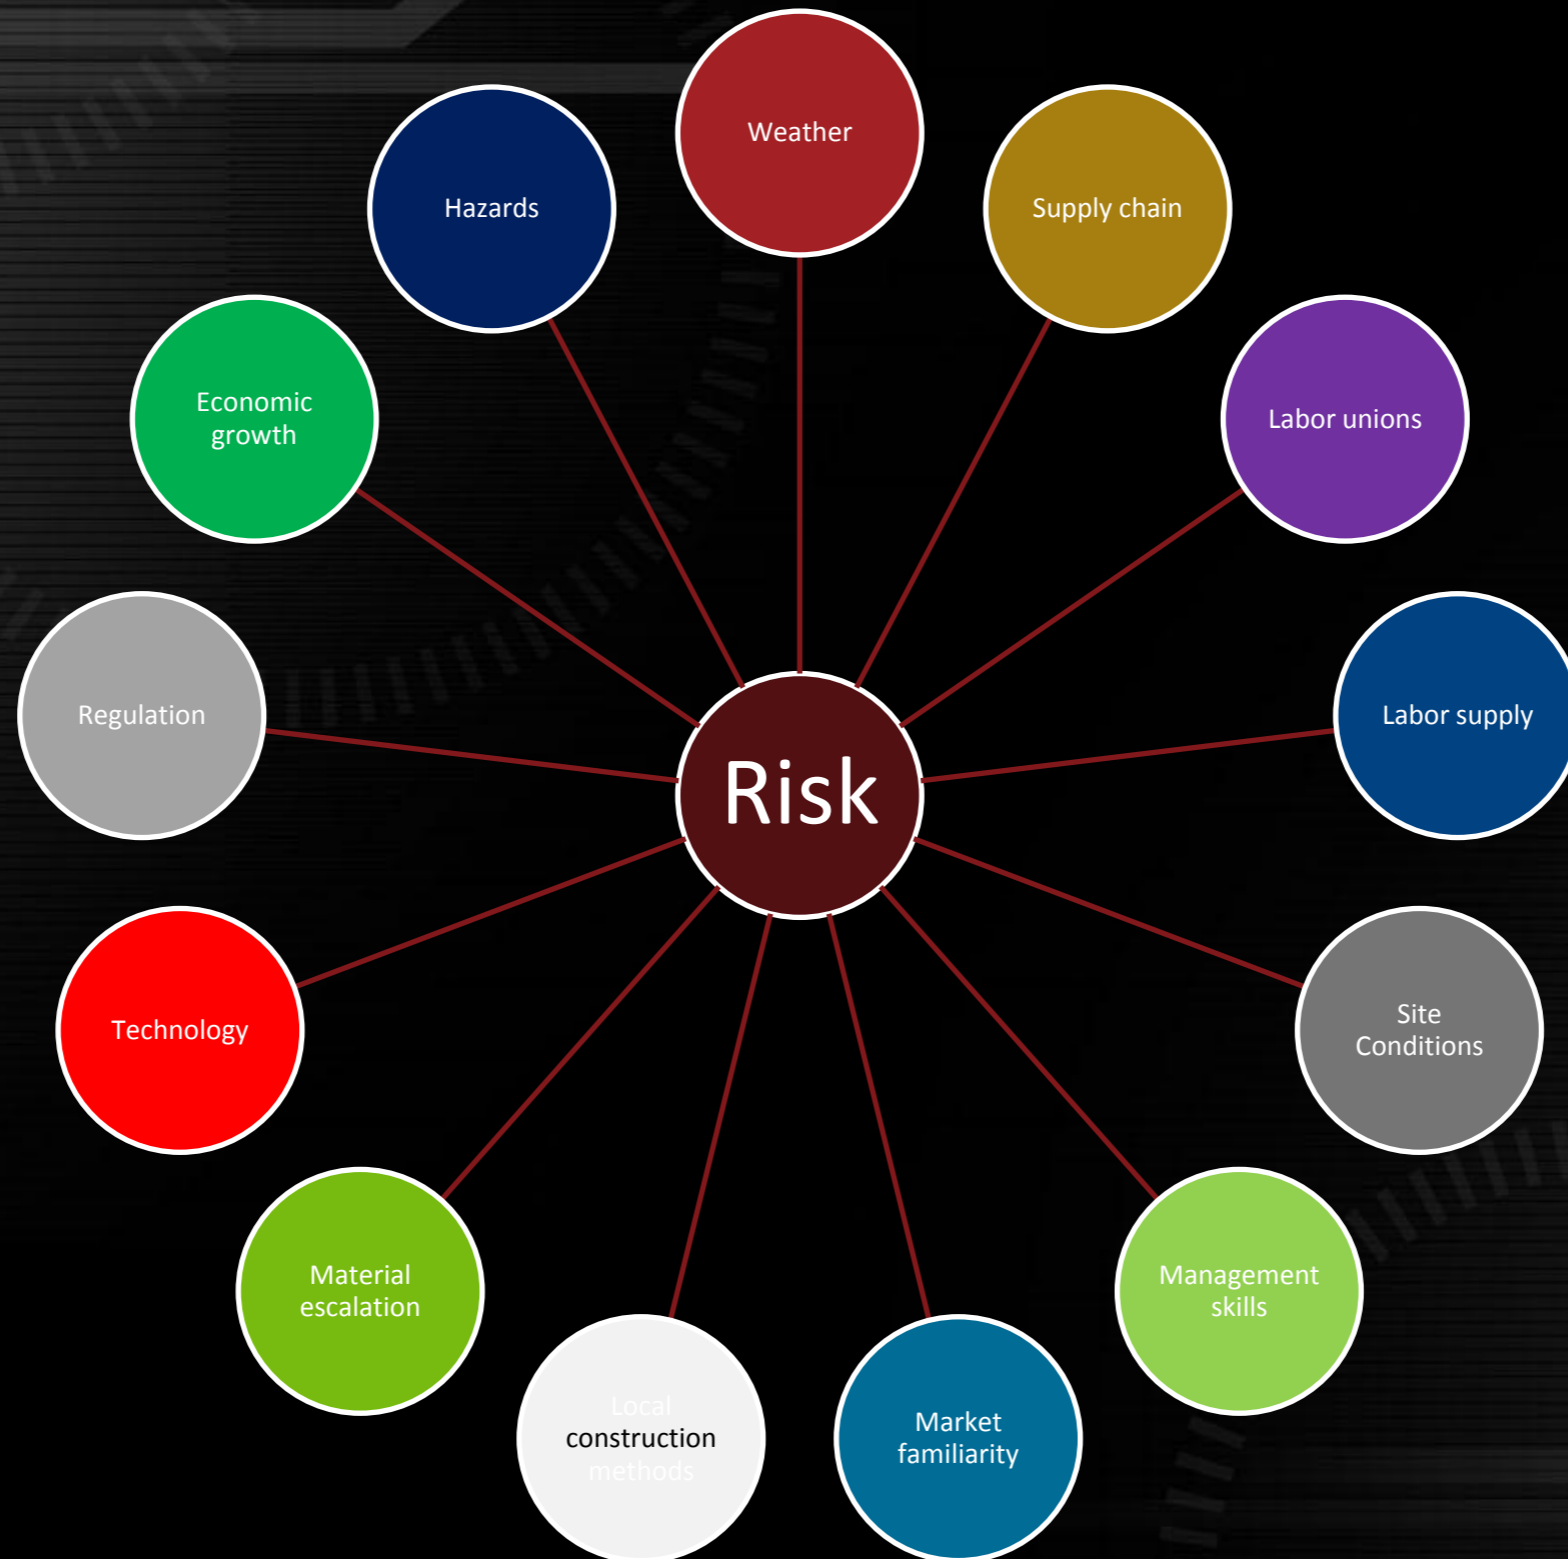 Weather
Supply chain
Labor unions
Labor supply
Site
Conditions
Management
skills
Market
familiarity
Local
construction
methods
Material
escalation
Technology
Regulation
Economic
growth
Hazards
Risk